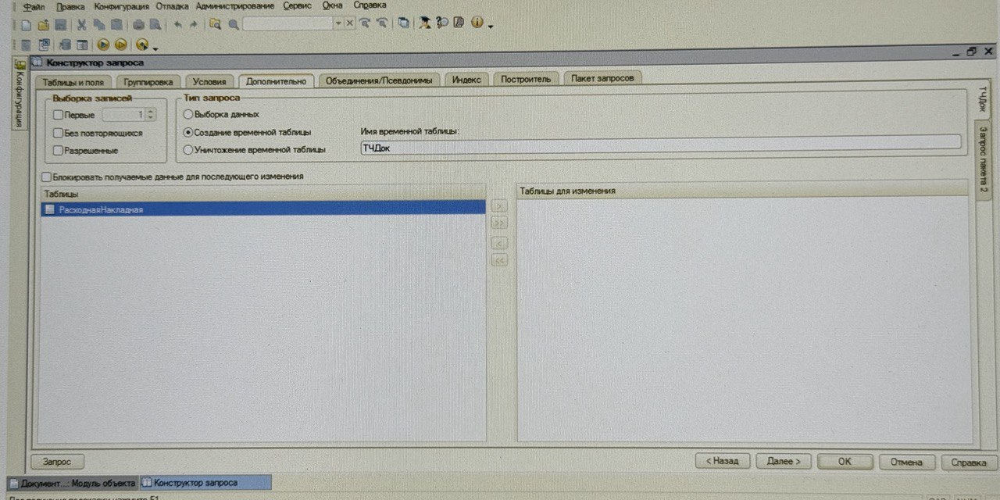 Файл Правка Конфигурация Отладка Администрирование Сервис Окна Справка
Конструктор запроса
Таблицы и поля Группировка Условия Дополнительно Объединения/Псевдонимы Индекс Построитель Пакет запросов
Конфигурация
Выборка записей
Первые 1
Без повторяющихся
Разрешенные
Тип запроса
Выборка данных
Создание временной таблицы
Уничтожение временной таблицы
Имя временной таблицы:
ТЧДок
ТЧДок
Запрос пакета 2
Блокировать получаемые данные для последующего изменения
Таблицы
РасходнаяНакладная
>
>>
<
<<
Таблицы для изменения
Запрос
< Назад Далее > OK Отмена Справка
Документ...: Модуль объекта Конструктор запроса